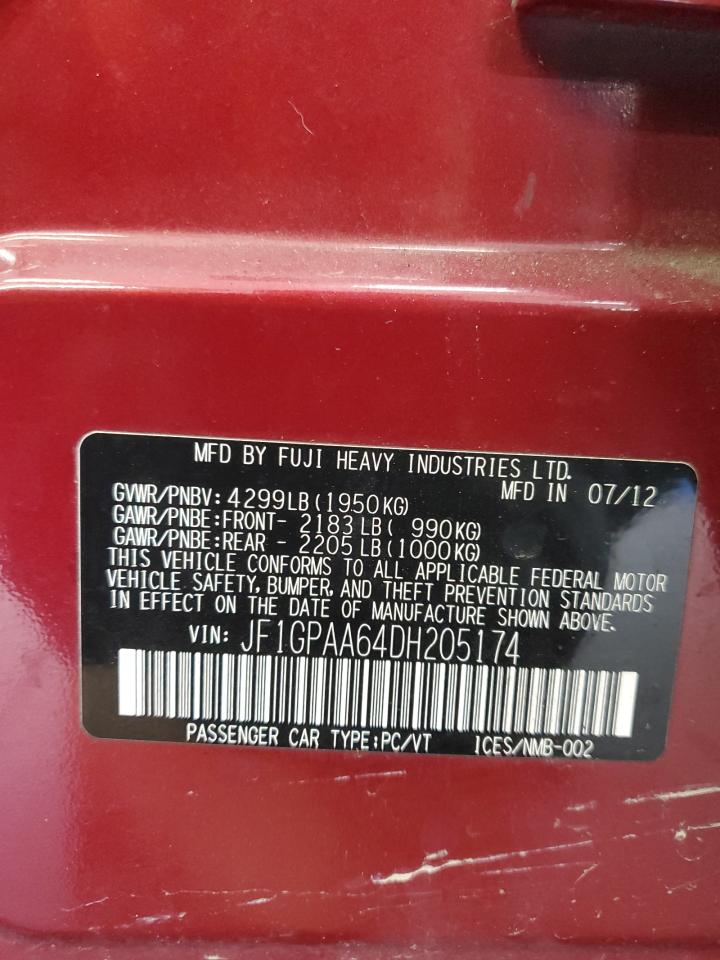 MFD BY FUJI HEAVY INDUSTRIES LTD.
MFD IN 07/12
GVWR/PNBV: 4299LB(1950KG)
GAWR/PNBE:FRONT- 2183LB( 990KG)
GAWR/PNBE:REAR - 2205LB(1000KG)
THIS VEHICLE CONFORMS TO ALL APPLICABLE FEDERAL MOTOR
VEHICLE SAFETY, BUMPER, AND THEFT PREVENTION STANDARDS
IN EFFECT ON THE DATE OF MANUFACTURE SHOWN ABOVE.
VIN: JF1GPAA64DH205174
PASSENGER CAR TYPE:PC/VT ICES/NMB-002